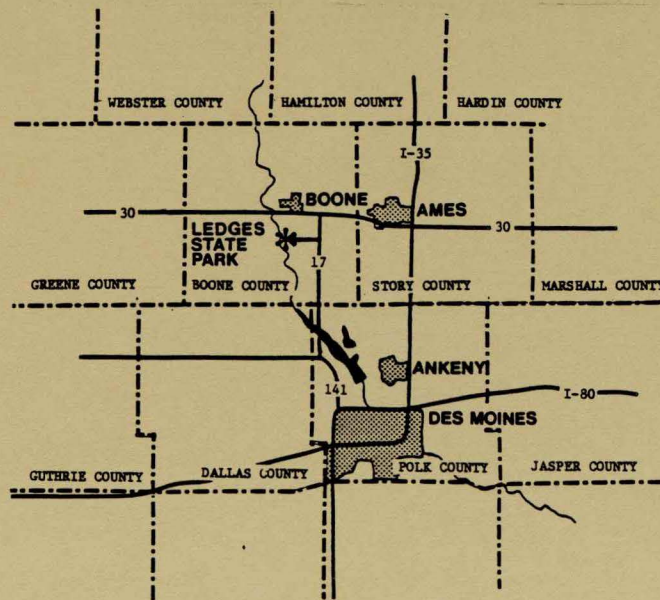 WEBSTER COUNTY
HAMILTON COUNTY
HARDIN COUNTY
I-35
BOONE
AMES
30
30
LEDGES
STATE
PARK
17
GREENE COUNTY
BOONE COUNTY
STORY COUNTY
MARSHALL COUNTY
ANKENY
141
I-80
DES MOINES
GUTHRIE COUNTY
DALLAS COUNTY
POLK COUNTY
JASPER COUNTY